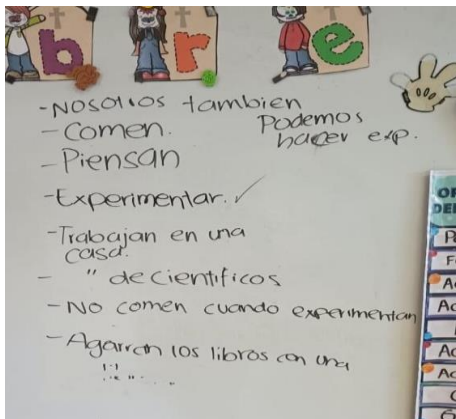 b r e
- Nosotros tambien
Podemos
hacer exp.
- Comen.
- Piensan
- Experimentar. ✓
- Trabajan en una
casa.
- " de cientificos
- No comen cuando experimentan
- Agarran los libros con una